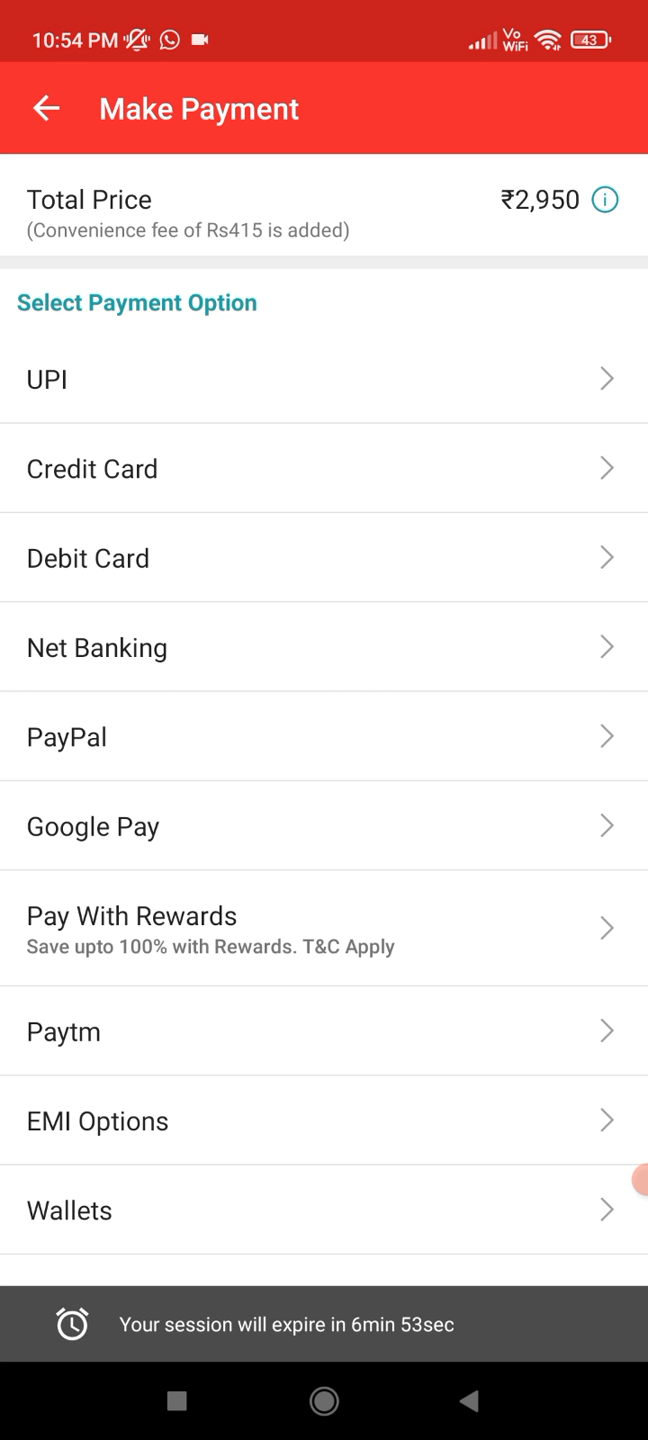 10:54 PM
Vo
WiFi
43
Make Payment
Total Price
₹2,950
(Convenience fee of Rs415 is added)
Select Payment Option
UPI
Credit Card
Debit Card
Net Banking
PayPal
Google Pay
Pay With Rewards
Save upto 100% with Rewards. T&C Apply
Paytm
EMI Options
Wallets
Your session will expire in 6min 53sec